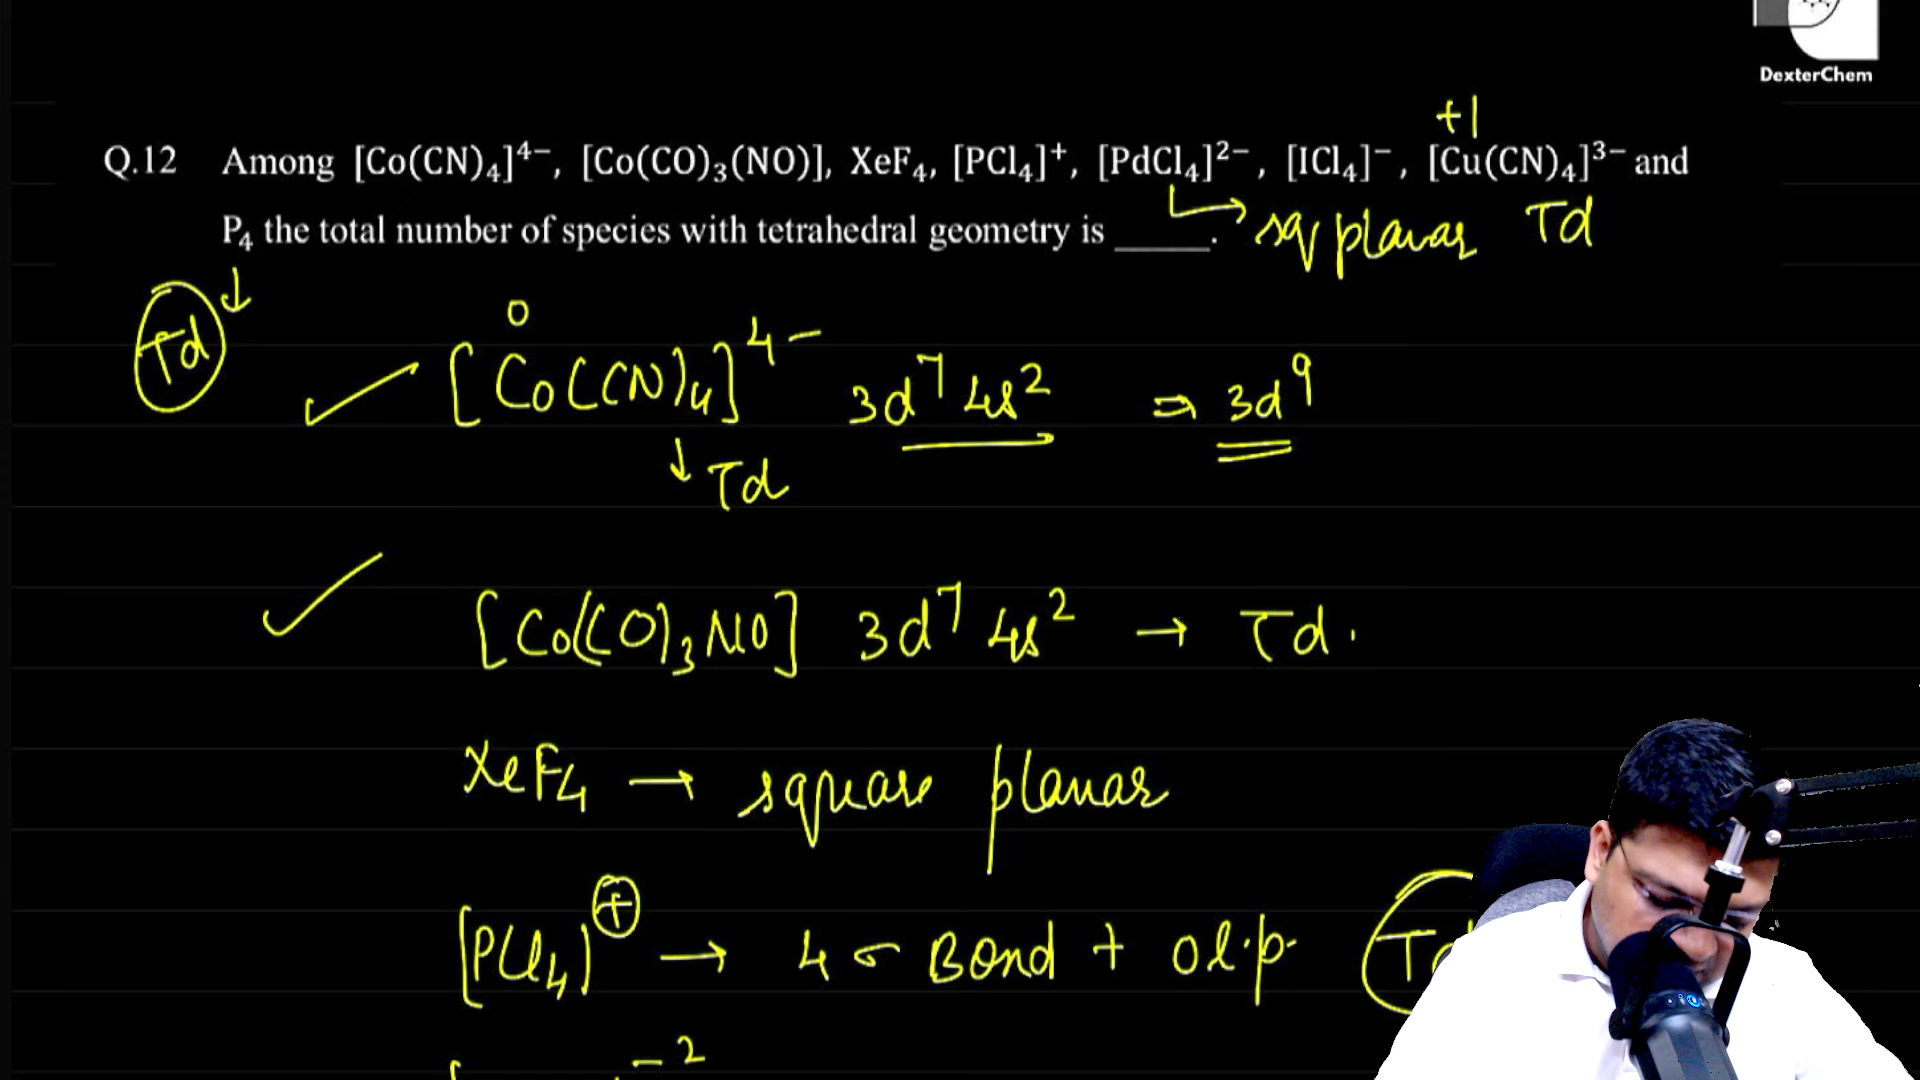 DexterChem
+1
Q.12 Among [Co(CN)₄]⁴⁻, [Co(CO)₃(NO)], XeF₄, [PCl₄]⁺, [PdCl₄]²⁻, [ICl₄]⁻, [Cu(CN)₄]³⁻ and
P₄ the total number of species with tetrahedral geometry is ______.
↳ sq planar Td
↓
Td
0
[Co(CN)₄]⁴⁻ 3d⁷ 4s² ⇒ 3d⁹
↓ Td
[Co(CO)₃NO] 3d⁷ 4s² → Td.
XeF₄ → square planar
[PCl₄]⊕ → 4 σ Bond + 0 l.p.
−2